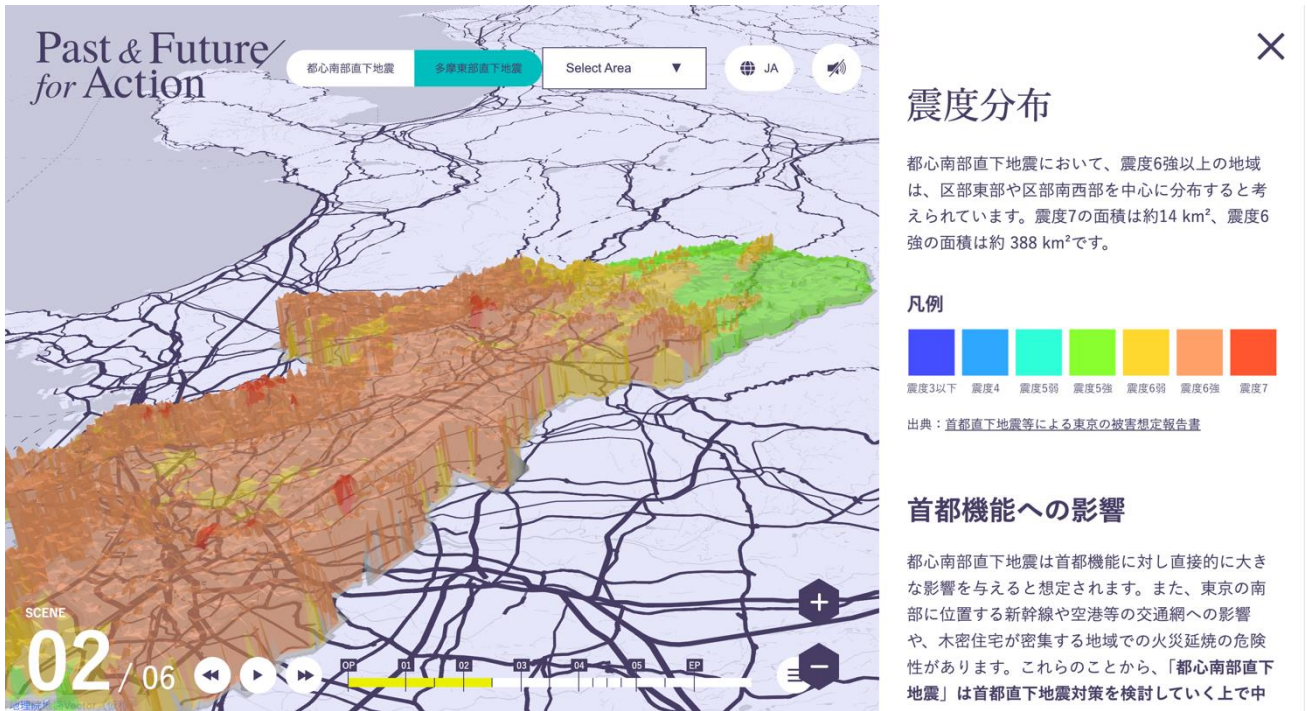 Past & Future/
for Action
都心南部直下地震
多摩東部直下地震
Select Area ▼
JA
震度分布
都心南部直下地震において、震度6強以上の地域
は、区部東部や区部南西部を中心に分布すると考
えられています。震度7の面積は約14 km²、震度6
強の面積は約 388 km²です。
凡例
震度3以下 震度4 震度5弱 震度5強 震度6弱 震度6強 震度7
出典：首都直下地震等による東京の被害想定報告書
首都機能への影響
都心南部直下地震は首都機能に対し直接的に大き
な影響を与えると想定されます。また、東京の南
部に位置する新幹線や空港等の交通網への影響
や、木密住宅が密集する地域での火災延焼の危険
性があります。これらのことから、「都心南部直下
地震」は首都直下地震対策を検討していく上で中
SCENE
02 / 06
OP 01 02 03 04 05 EP
地理院地